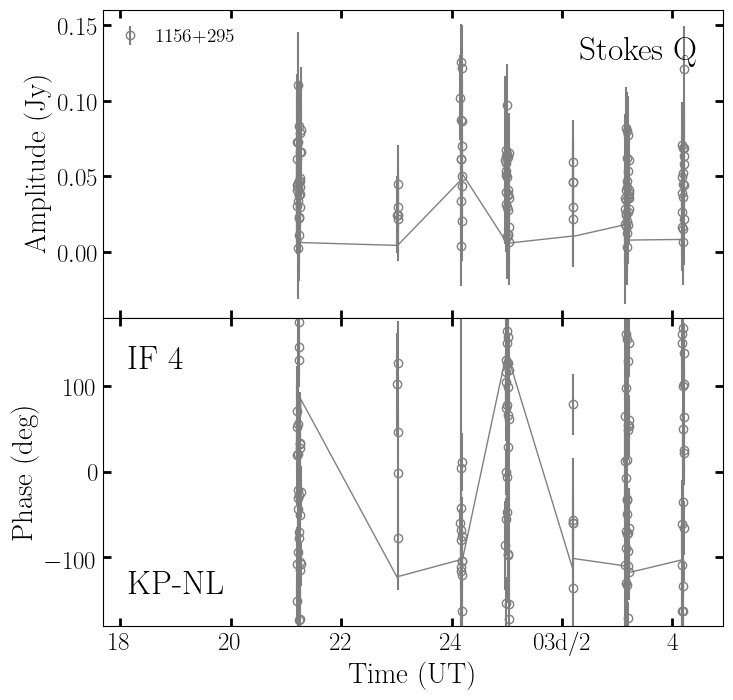 0.15
1156+295
Stokes Q
0.10
0.05
0.00
Amplitude (Jy)
IF 4
100
0
−100
Phase (deg)
KP-NL
18 20 22 24 03d/2 4
Time (UT)